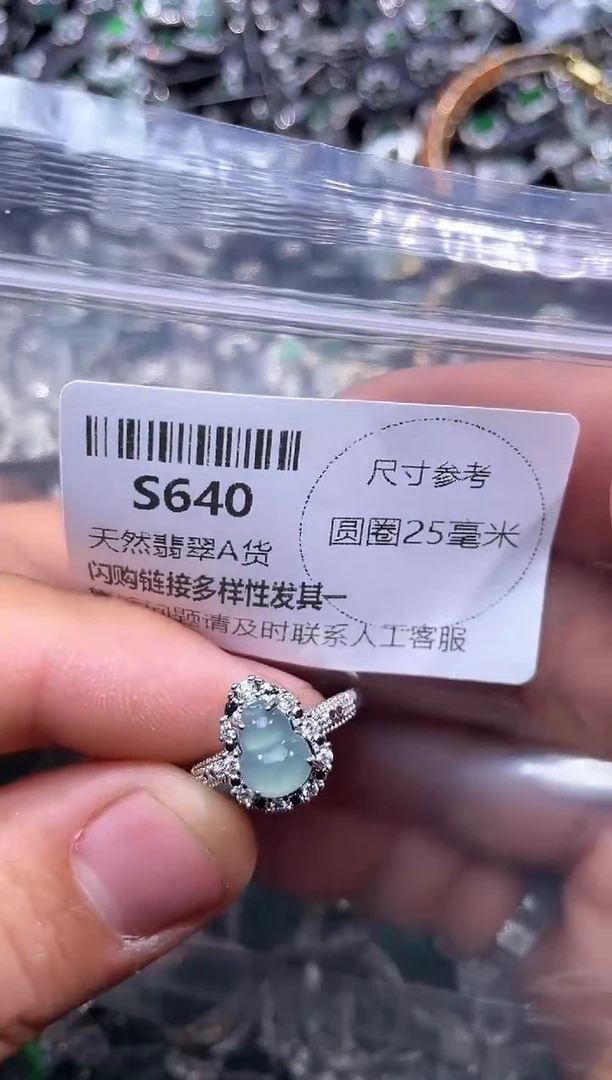 S640
天然翡翠A货
闪购链接多样性发其一
问题请及时联系人工客服
尺寸参考
圆圈25毫米